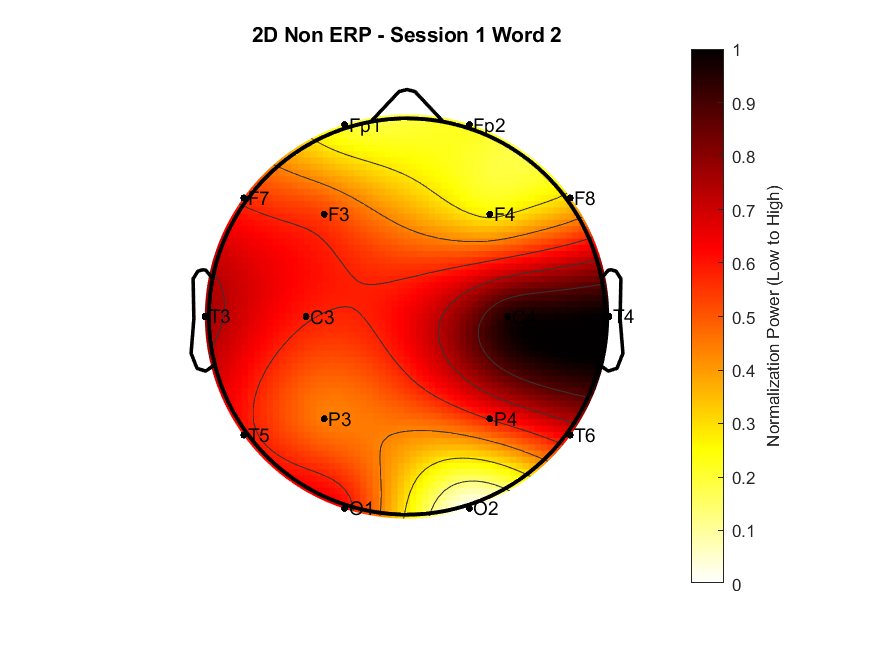 2D Non ERP - Session 1 Word 2
Fp1
Fp2
F7
F3
F4
F8
T3
C3
T4
P3
P4
T5
T6
O1
O2
1
0.9
0.8
0.7
0.6
0.5
0.4
0.3
0.2
0.1
0
Normalization Power (Low to High)